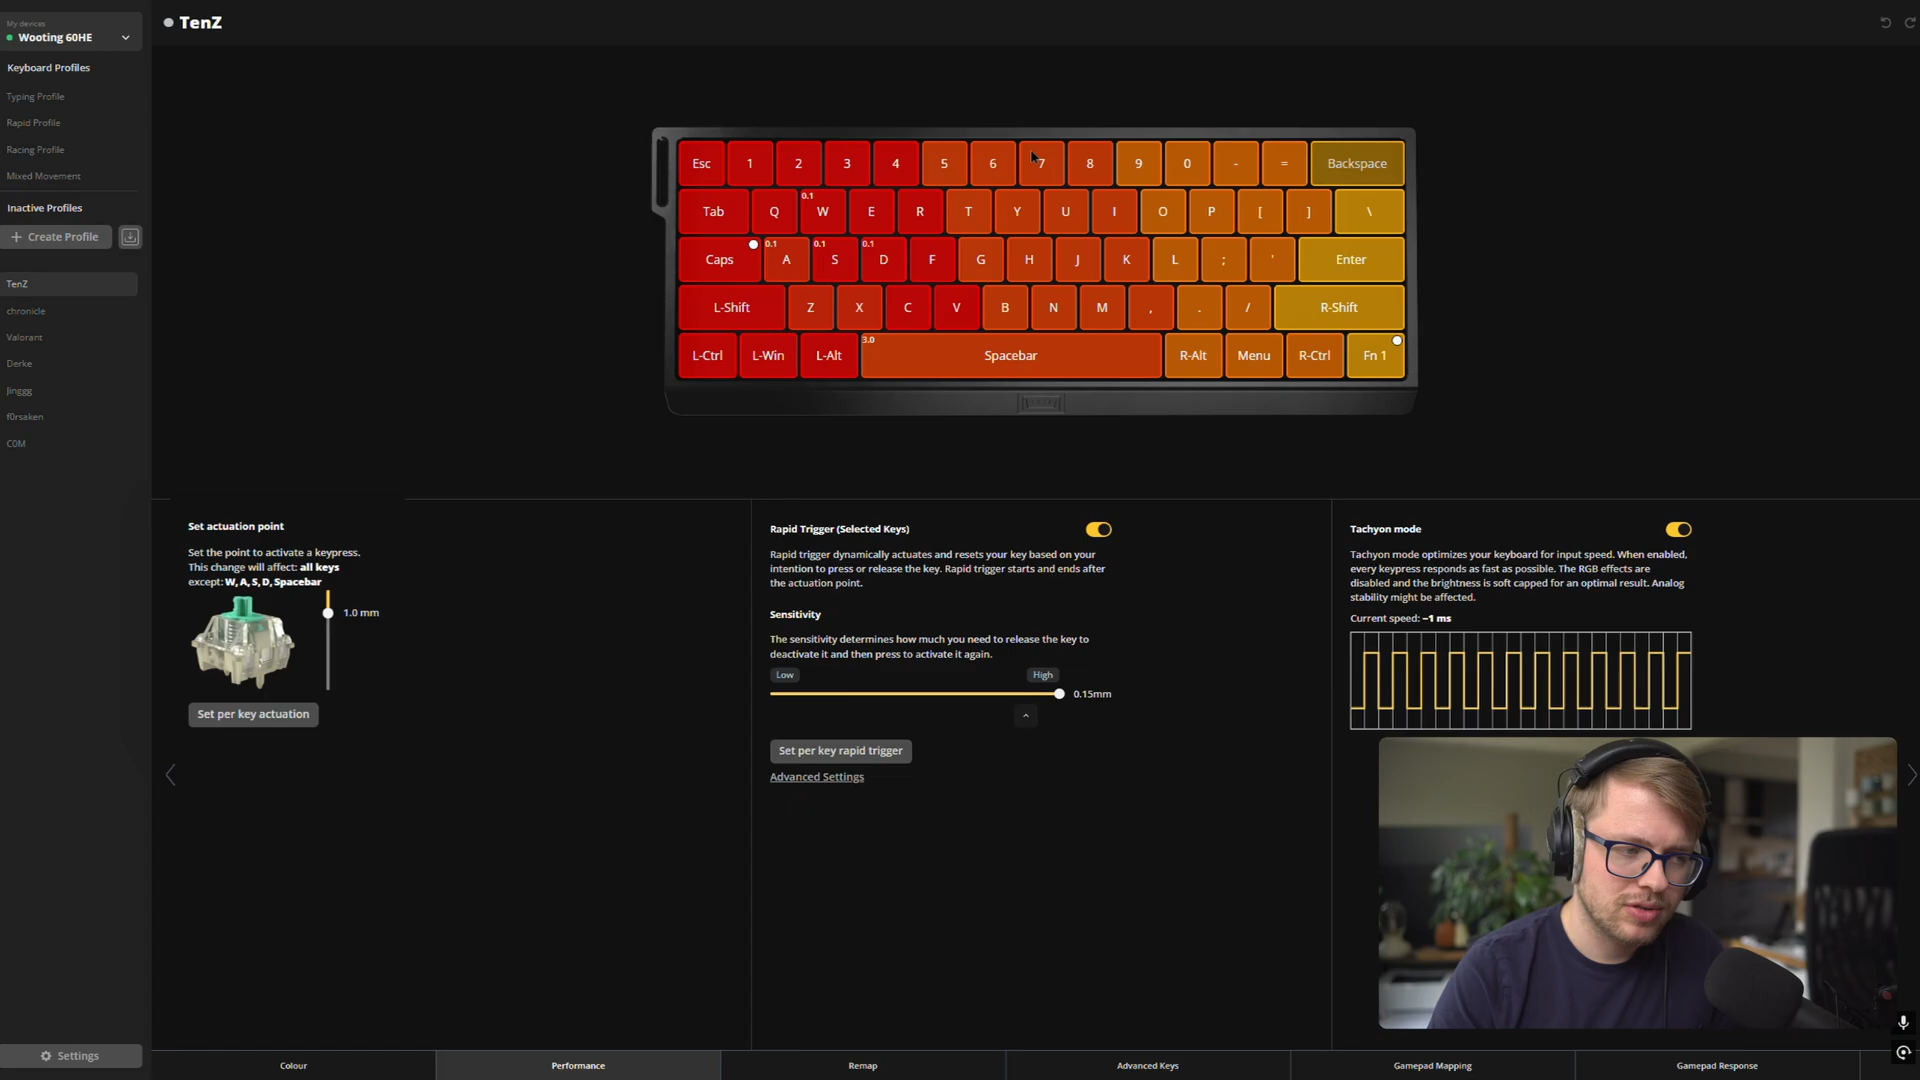 My devices
Wooting 60HE
Keyboard Profiles
Typing Profile
Rapid Profile
Racing Profile
Mixed Movement
Inactive Profiles
+ Create Profile
TenZ
chronicle
Valorant
Derke
Jinggg
f0rsaken
C0M
Settings
TenZ
Esc 1 2 3 4 5 6 7 8 9 0 - = Backspace
Tab Q 0.1 W E R T Y U I O P [ ] \
Caps 0.1 A 0.1 S 0.1 D F G H J K L ; ' Enter
L-Shift Z X C V B N M , . / R-Shift
L-Ctrl L-Win L-Alt 3.0 Spacebar R-Alt Menu R-Ctrl Fn 1
Set actuation point
Set the point to activate a keypress.
This change will affect: all keys
except: W, A, S, D, Spacebar
1.0 mm
Set per key actuation
Rapid Trigger (Selected Keys)
Rapid trigger dynamically actuates and resets your key based on your
intention to press or release the key. Rapid trigger starts and ends after
the actuation point.
Sensitivity
The sensitivity determines how much you need to release the key to
deactivate it and then press to activate it again.
Low High
0.15mm
Set per key rapid trigger
Advanced Settings
Tachyon mode
Tachyon mode optimizes your keyboard for input speed. When enabled,
every keypress responds as fast as possible. The RGB effects are
disabled and the brightness is soft capped for an optimal result. Analog
stability might be affected.
Current speed: ~1 ms
Colour Performance Remap Advanced Keys Gamepad Mapping Gamepad Response